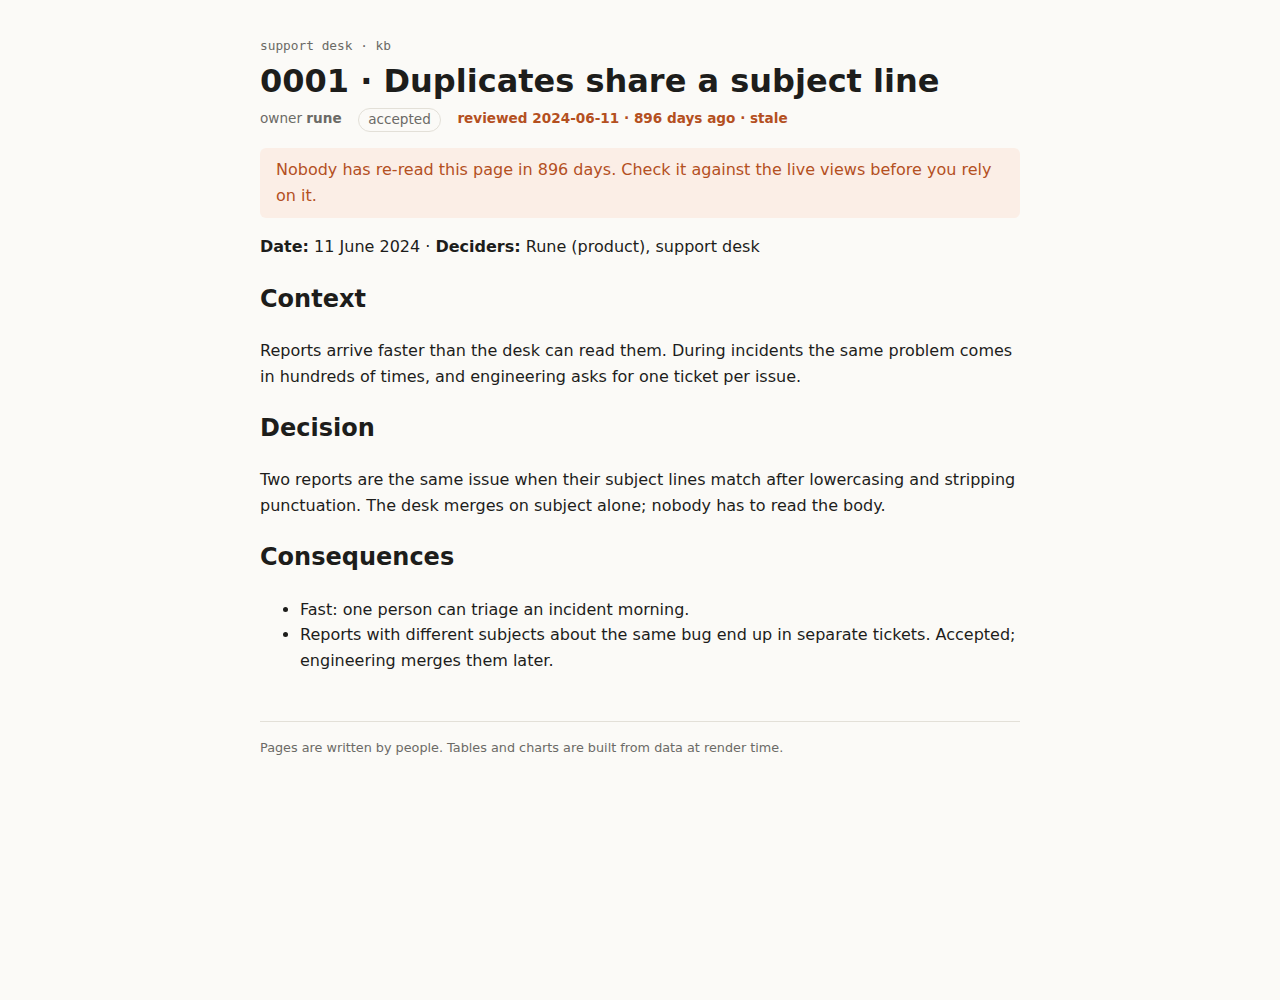 support desk · kb
0001 · Duplicates share a subject line
owner rune accepted reviewed 2024-06-11 · 896 days ago · stale
Nobody has re-read this page in 896 days. Check it against the live views before you rely
on it.
Date: 11 June 2024 · Deciders: Rune (product), support desk
Context
Reports arrive faster than the desk can read them. During incidents the same problem comes
in hundreds of times, and engineering asks for one ticket per issue.
Decision
Two reports are the same issue when their subject lines match after lowercasing and stripping
punctuation. The desk merges on subject alone; nobody has to read the body.
Consequences
• Fast: one person can triage an incident morning.
• Reports with different subjects about the same bug end up in separate tickets. Accepted;
engineering merges them later.
Pages are written by people. Tables and charts are built from data at render time.